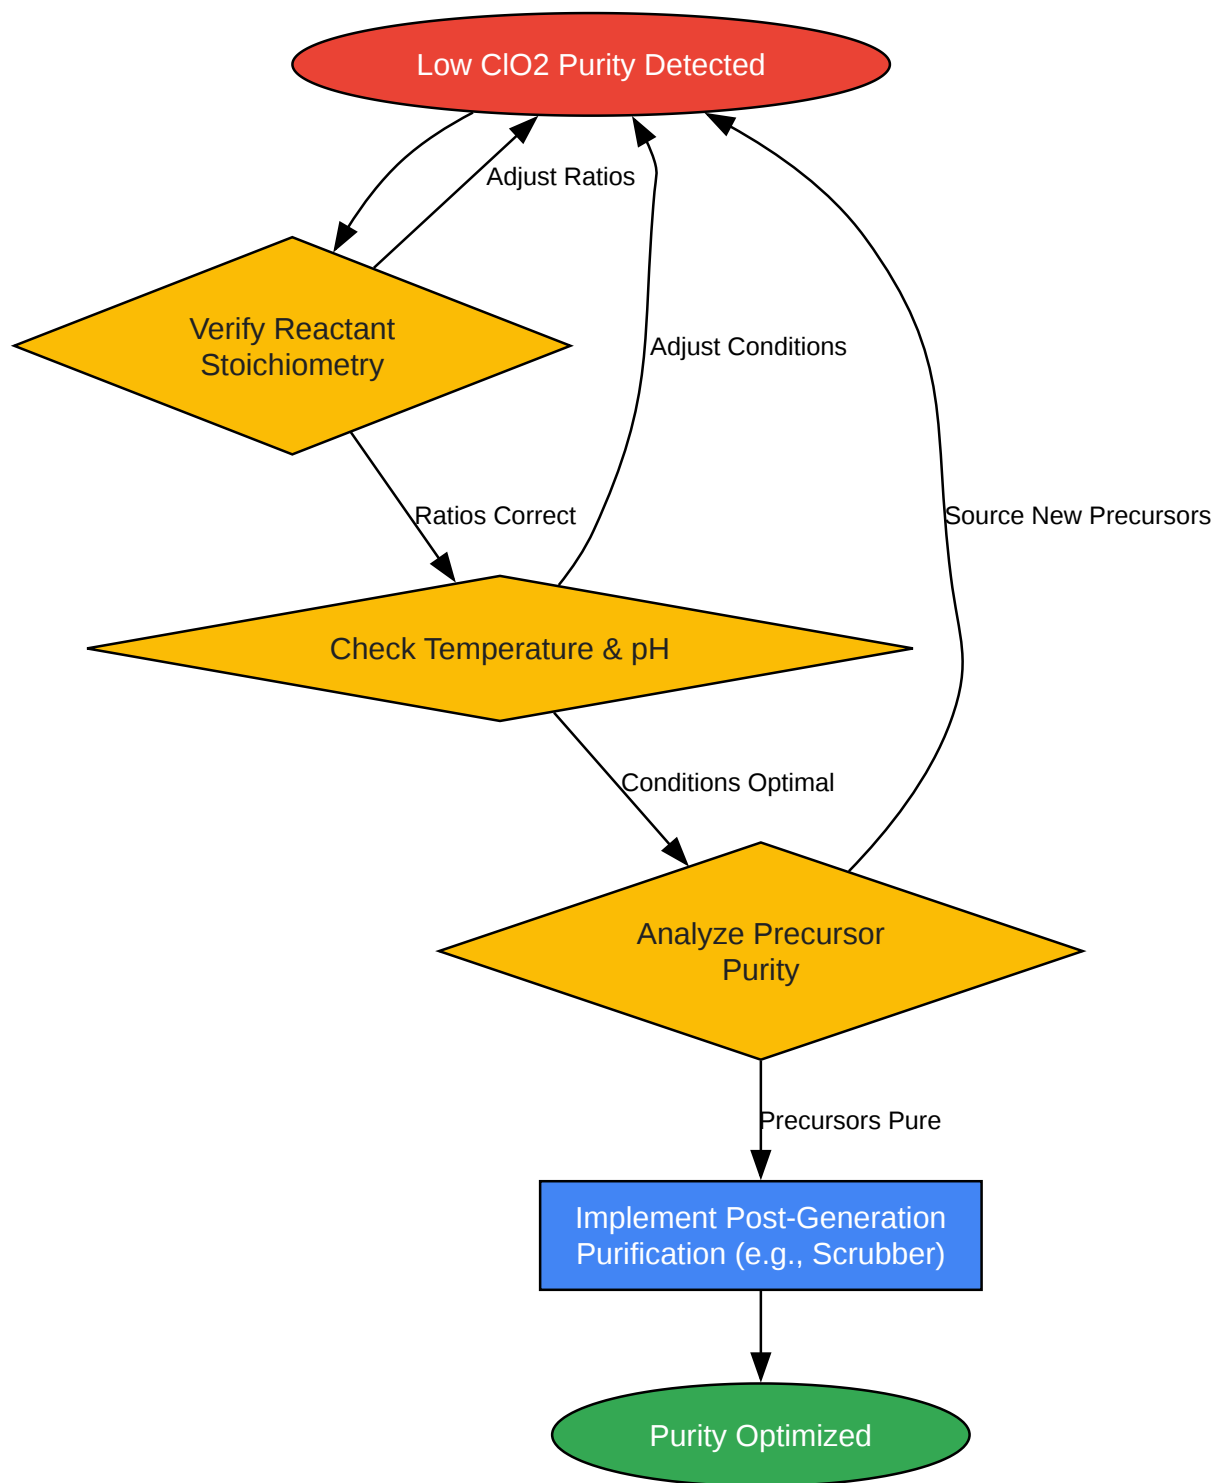 Low ClO2 Purity Detected
Adjust Ratios
Verify Reactant
Stoichiometry
Adjust Conditions
Ratios Correct
Source New Precursors
Check Temperature & pH
Conditions Optimal
Analyze Precursor
Purity
Precursors Pure
Implement Post-Generation
Purification (e.g., Scrubber)
Purity Optimized